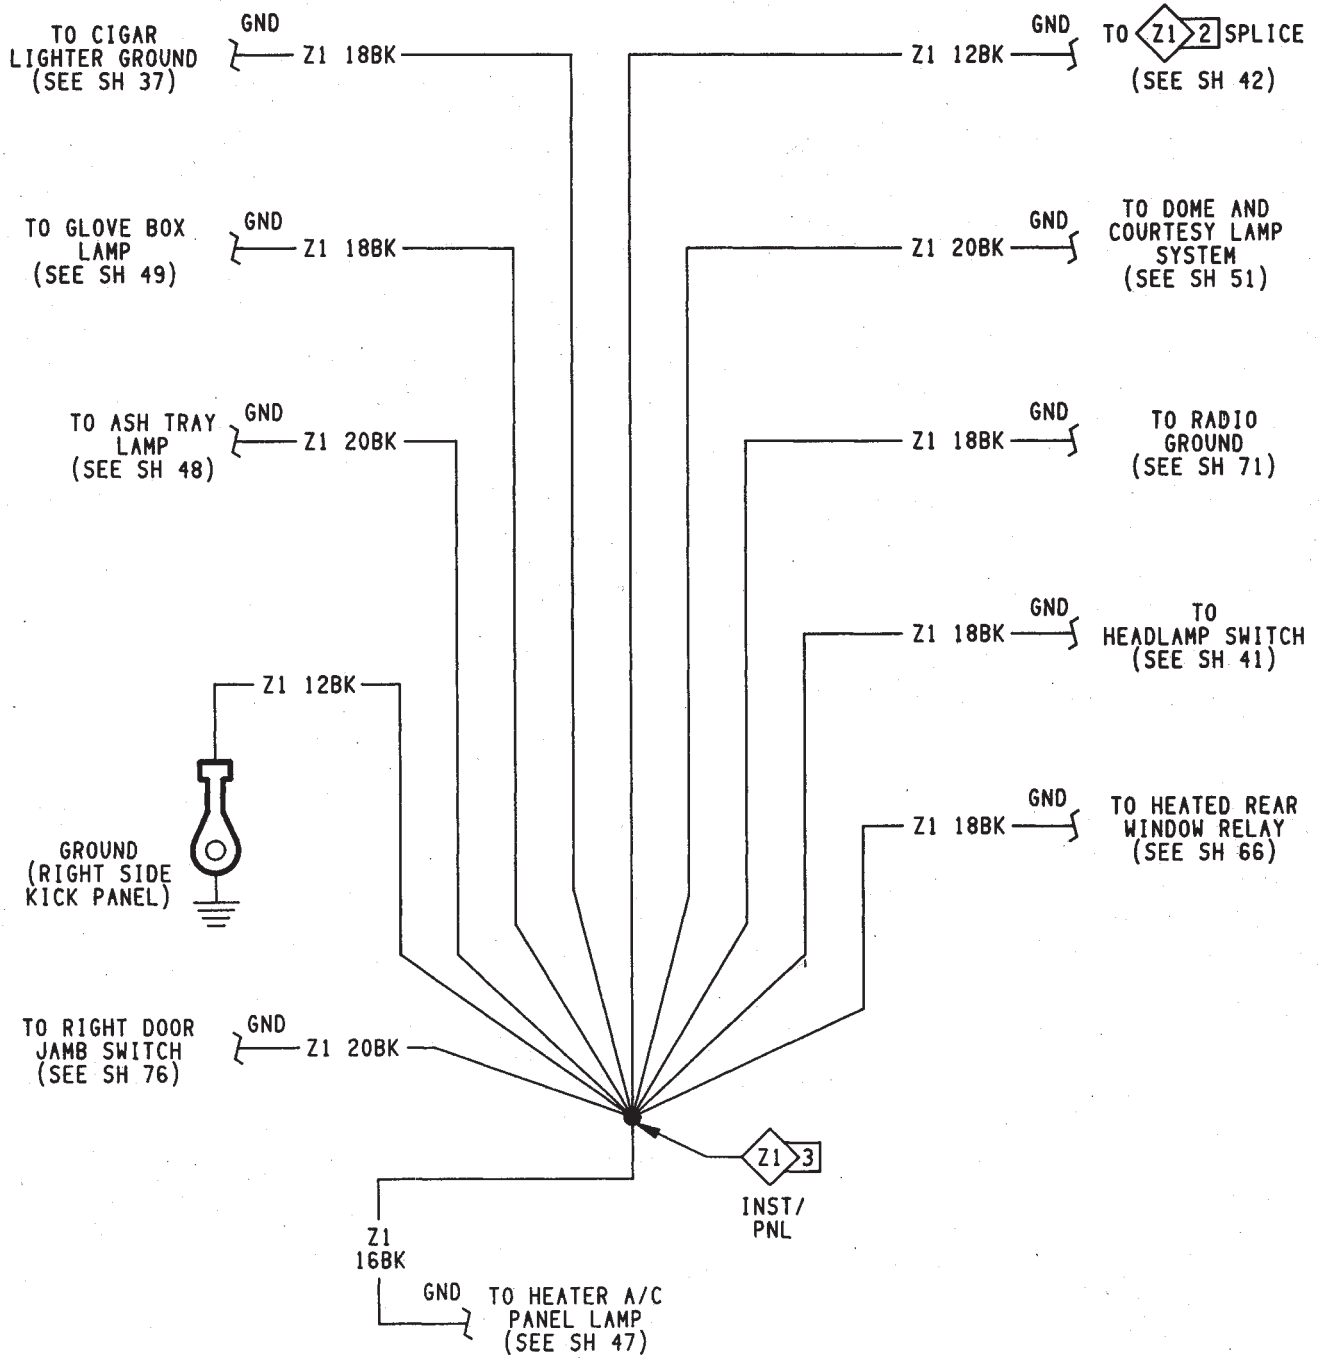 TO CIGAR
LIGHTER GROUND
(SEE SH 37)
GND
Z1 18BK
Z1 12BK
GND
TO Z1 2 SPLICE
(SEE SH 42)
TO GLOVE BOX
LAMP
(SEE SH 49)
GND
Z1 18BK
Z1 20BK
GND
TO DOME AND
COURTESY LAMP
SYSTEM
(SEE SH 51)
TO ASH TRAY
LAMP
(SEE SH 48)
GND
Z1 20BK
Z1 18BK
GND
TO RADIO
GROUND
(SEE SH 71)
Z1 18BK
GND
TO
HEADLAMP SWITCH
(SEE SH 41)
Z1 12BK
GROUND
(RIGHT SIDE
KICK PANEL)
Z1 18BK
GND
TO HEATED REAR
WINDOW RELAY
(SEE SH 66)
TO RIGHT DOOR
JAMB SWITCH
(SEE SH 76)
GND
Z1 20BK
Z1 3
INST/
PNL
Z1
16BK
GND
TO HEATER A/C
PANEL LAMP
(SEE SH 47)